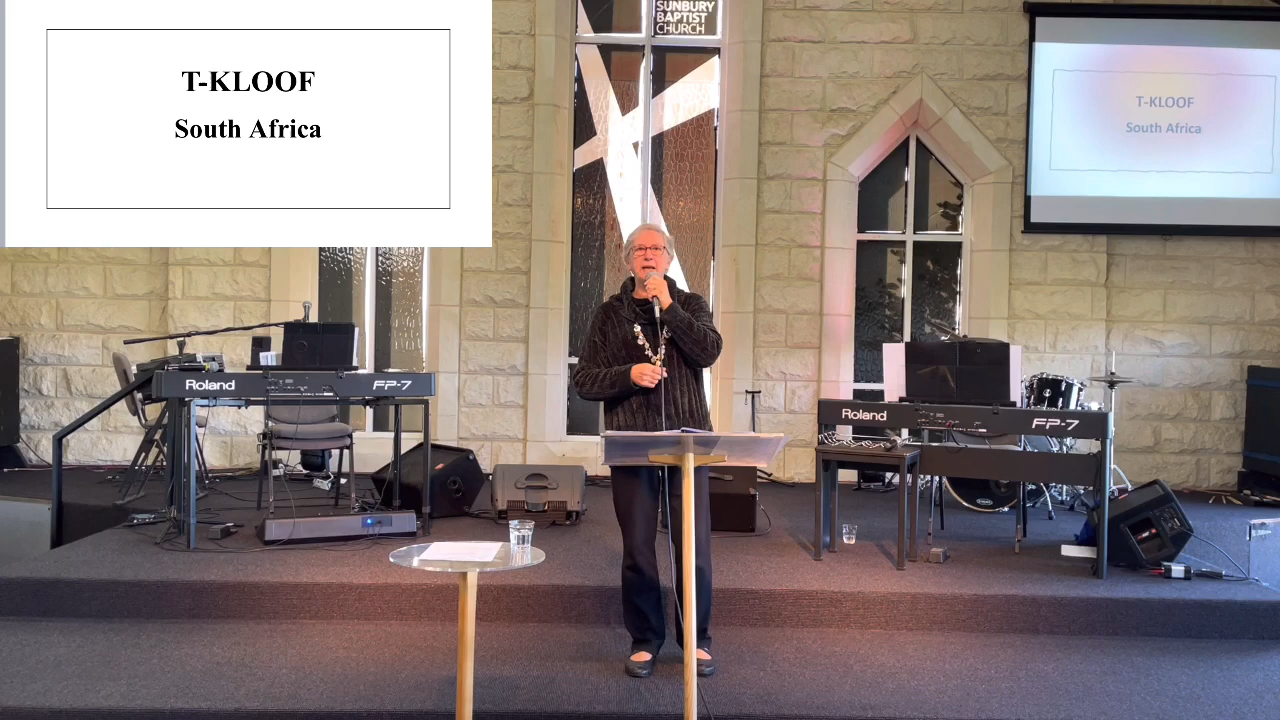 T-KLOOF
South Africa
SUNBURY
BAPTIST
CHURCH
T-KLOOF
South Africa
Roland
FP-7
Roland
FP-7